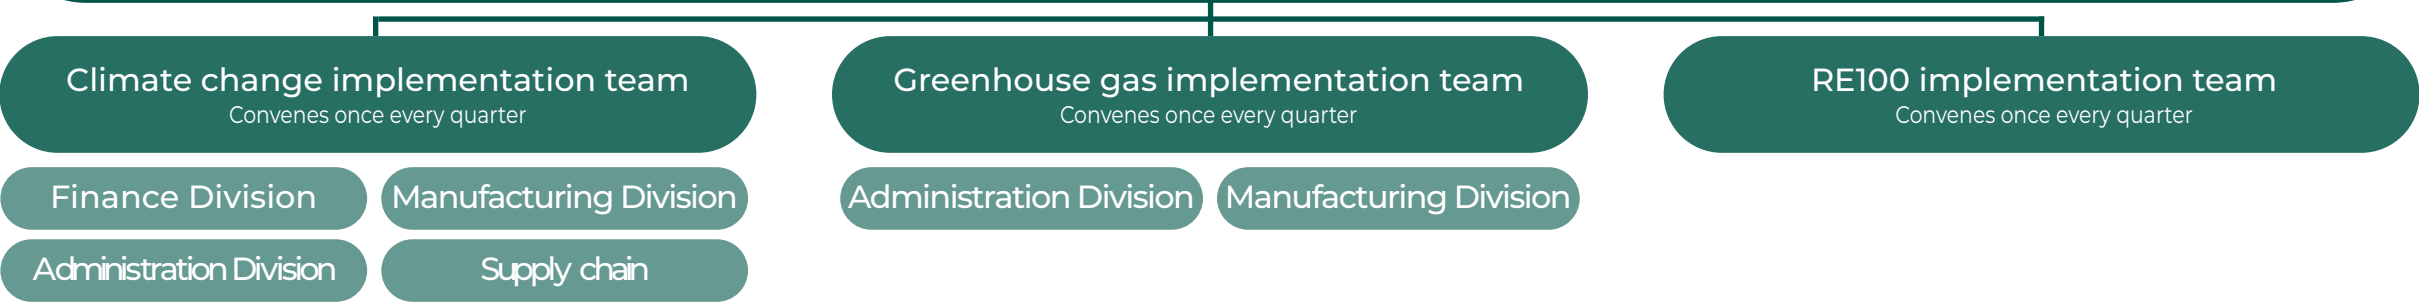 Climate change implementation team
Convenes once every quarter
Finance Division
Manufacturing Division
Administration Division
Supply chain
Greenhouse gas implementation team
Convenes once every quarter
Administration Division
Manufacturing Division
RE100 implementation team
Convenes once every quarter